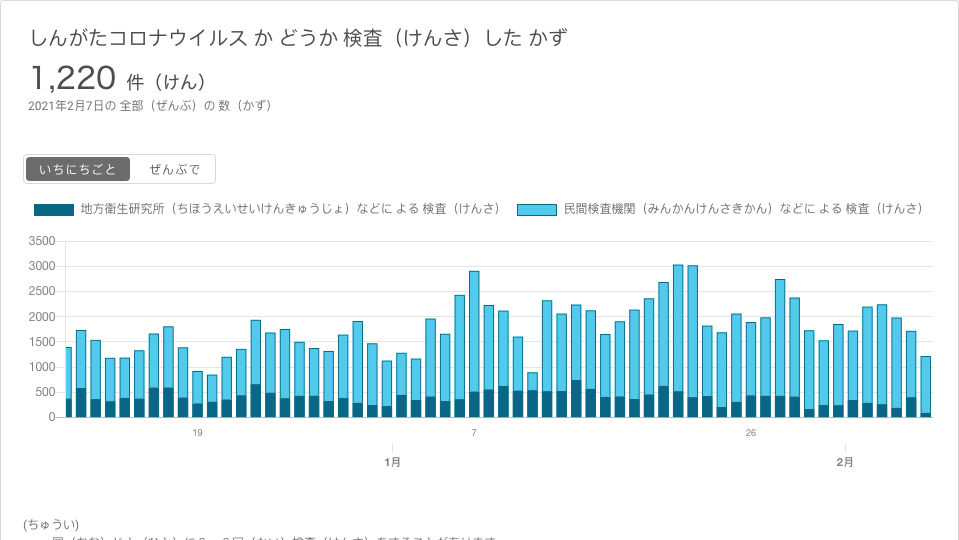 しんがたコロナウイルス か どうか 検査（けんさ）した かず
1,220 件（けん）
2021年2月7日の 全部（ぜんぶ）の 数（かず）
いちにちごと ぜんぶで
地方衛生研究所（ちほうえいせいけんきゅうじょ）などに よる 検査（けんさ） 民間検査機関（みんかんけんさきかん）などに よる 検査（けんさ）
3500
3000
2500
2000
1500
1000
500
0
19 7 26
1月 2月
(ちゅうい)